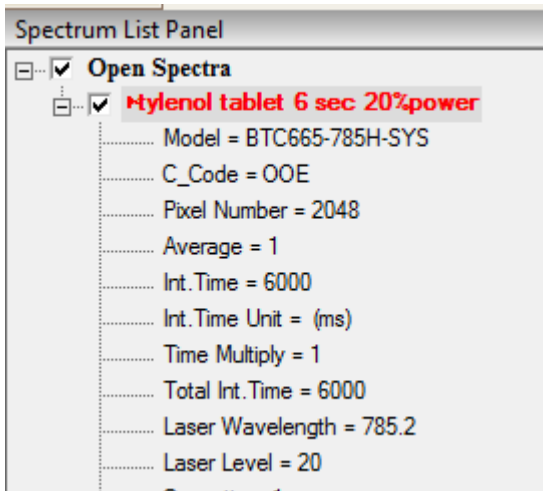 Spectrum List Panel
Open Spectra
tylenol tablet 6 sec 20%power
Model = BTC665-785H-SYS
C_Code = OOE
Pixel Number = 2048
Average = 1
Int.Time = 6000
Int.Time Unit = (ms)
Time Multiply = 1
Total Int.Time = 6000
Laser Wavelength = 785.2
Laser Level = 20